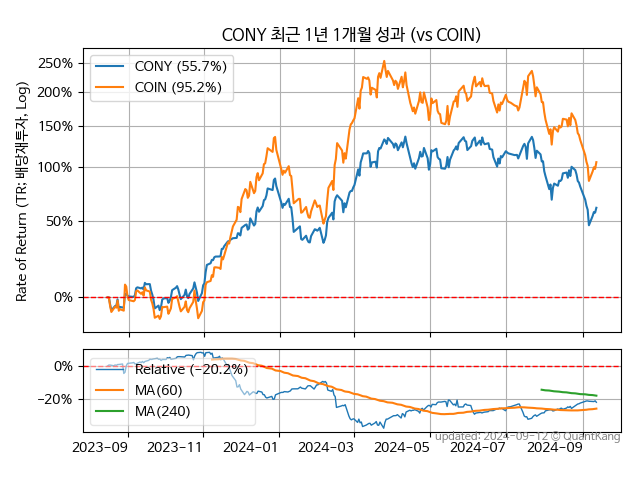 CONY 최근 1년 1개월 성과 (vs COIN)
Rate of Return (TR; 배당재투자, Log)
250%
200%
150%
100%
50%
0%
CONY (55.7%)
COIN (95.2%)
0%
−20%
Relative (−20.2%)
MA(60)
MA(240)
2023-09 2023-11 2024-01 2024-03 2024-05 2024-07 2024-09
updated: 2024-09-12 © QuantKang